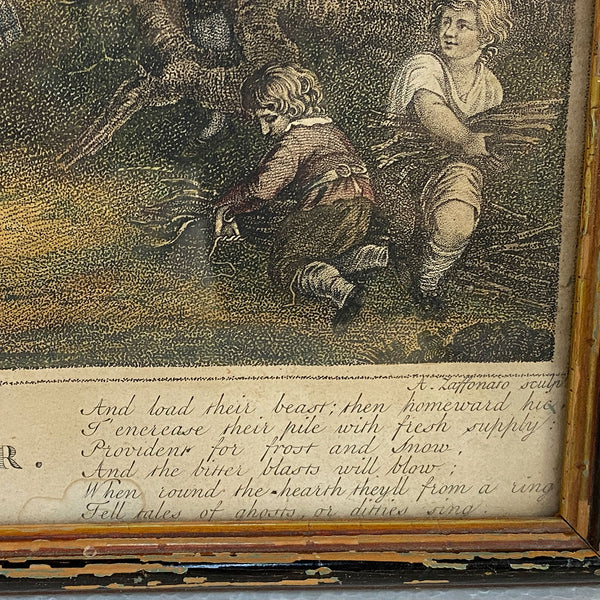 A. Zaffonato sculp
And load their beast; then homeward hie,
T' enerease their pile with fresh supply:
R.
Provident for frost and Snow,
And the bitter blasts will blow;
When round the hearth they'll from a ring
Tell tales of ghosts, or ditties sing.